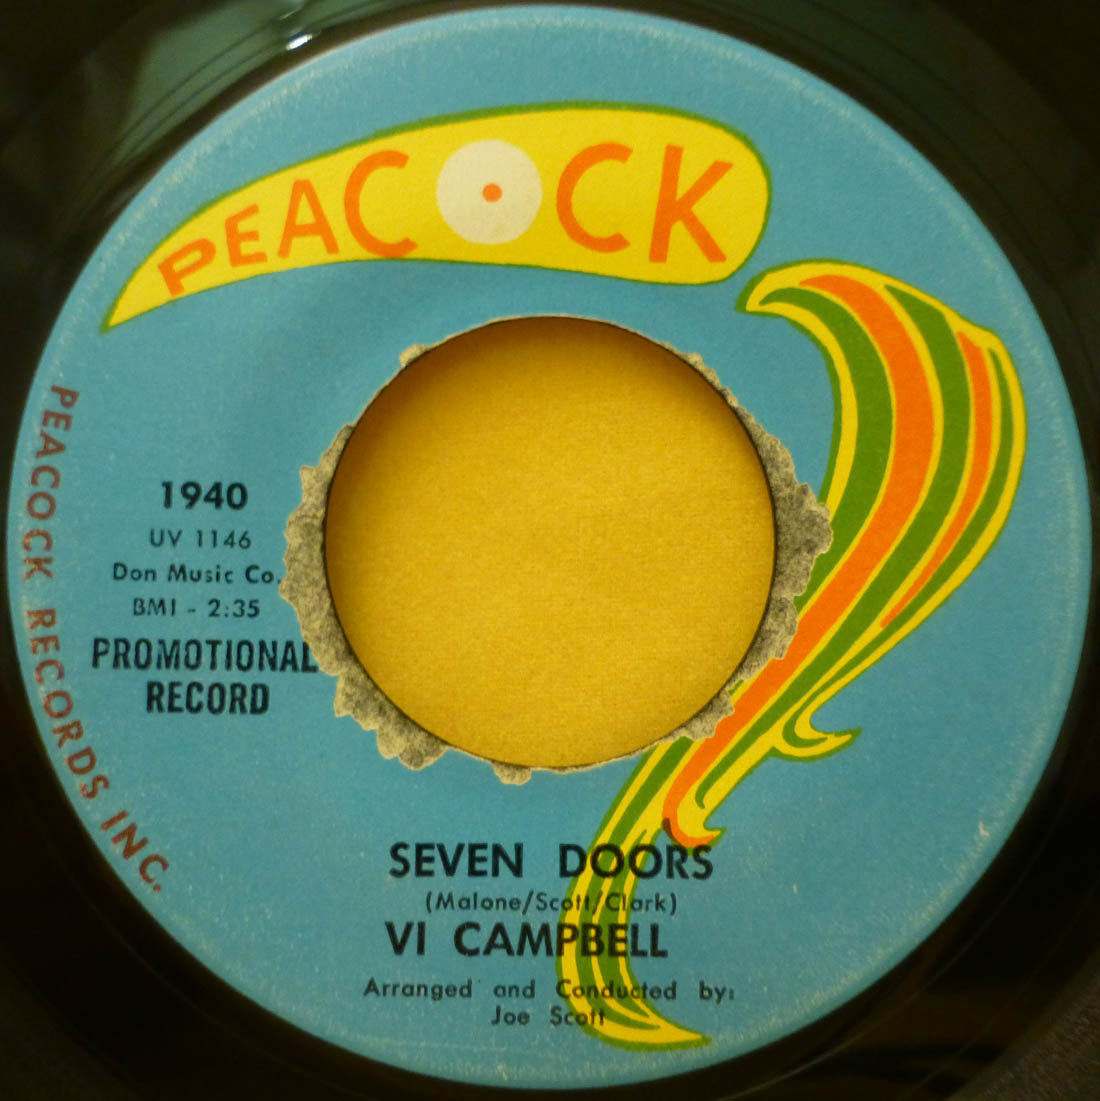 PEACOCK
PEACOCK RECORDS INC.
1940
UV 1146
Don Music Co.
BMI - 2:35
PROMOTIONAL
RECORD
SEVEN DOORS
(Malone/Scott/Clark)
VI CAMPBELL
Arranged and Conducted by:
Joe Scott